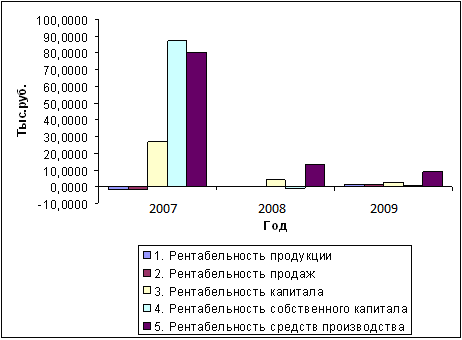 100,0000
90,0000
80,0000
70,0000
60,0000
50,0000
40,0000
30,0000
20,0000
10,0000
0,0000
-10,0000
Тыс.руб.
2007 2008 2009
Год
1. Рентабельность продукции
2. Рентабельность продаж
3. Рентабельность капитала
4. Рентабельность собственного капитала
5. Рентабельность средств производства